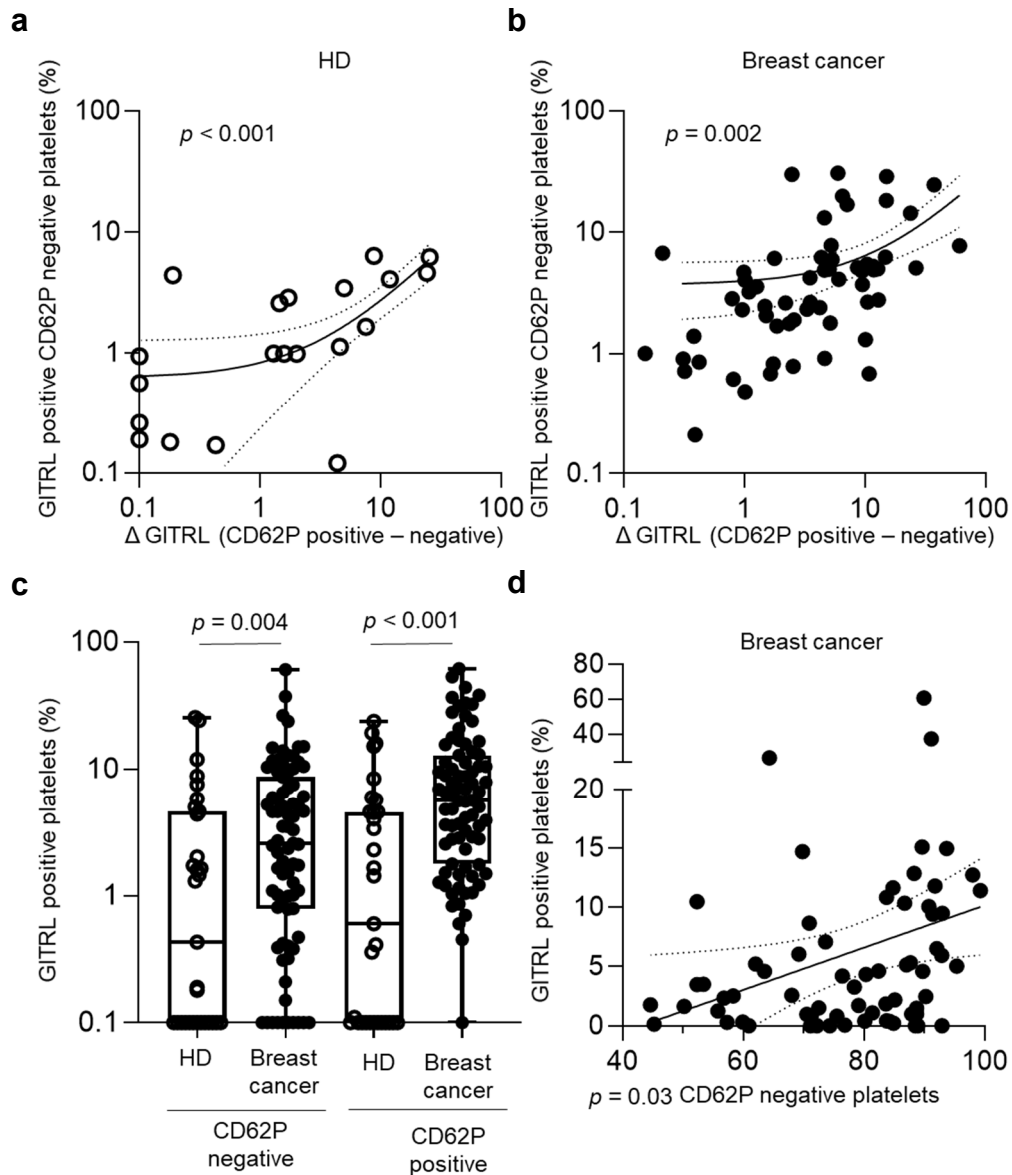 a
HD
GITRL positive CD62P negative platelets (%)
100
10
1
0.1
p < 0.001
0.1
1
10
100
Δ GITRL (CD62P positive – negative)
b
Breast cancer
GITRL positive CD62P negative platelets (%)
100
10
1
0.1
p = 0.002
0.1
1
10
100
Δ GITRL (CD62P positive – negative)
c
GITRL positive platelets (%)
100
10
1
0.1
p = 0.004
p < 0.001
HD
Breast
cancer
HD
Breast
cancer
CD62P
negative
CD62P
positive
d
Breast cancer
GITRL positive platelets (%)
80
60
40
20
15
10
5
0
40
60
80
100
p = 0.03 CD62P negative platelets